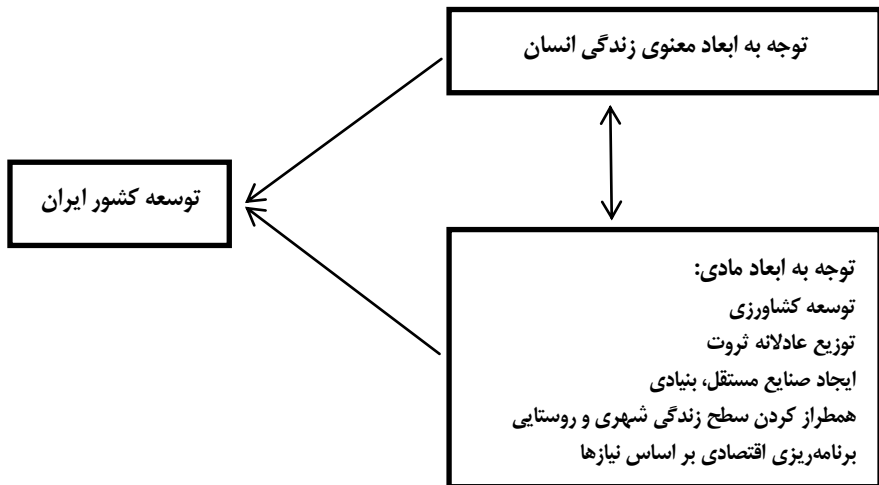 توجه به ابعاد معنوی زندگی انسان
توسعه کشور ایران
توجه به ابعاد مادی:
توسعه کشاورزی
توزیع عادلانه ثروت
ایجاد صنایع مستقل، بنیادی
همطراز کردن سطح زندگی شهری و روستایی
برنامه‌ریزی اقتصادی بر اساس نیازها